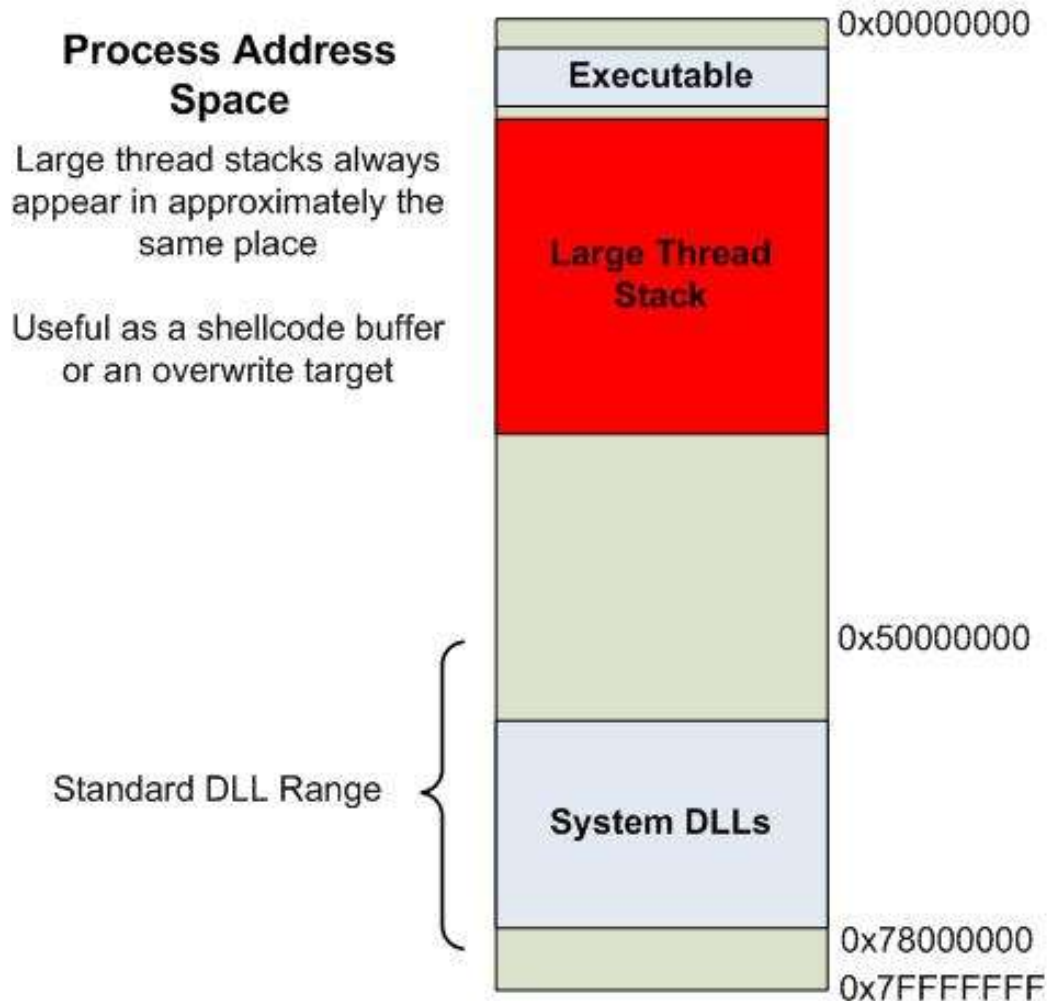 Process Address
Space
Large thread stacks always
appear in approximately the
same place
Useful as a shellcode buffer
or an overwrite target
Standard DLL Range
0x00000000
Executable
Large Thread
Stack
0x50000000
System DLLs
0x78000000
0x7FFFFFFF